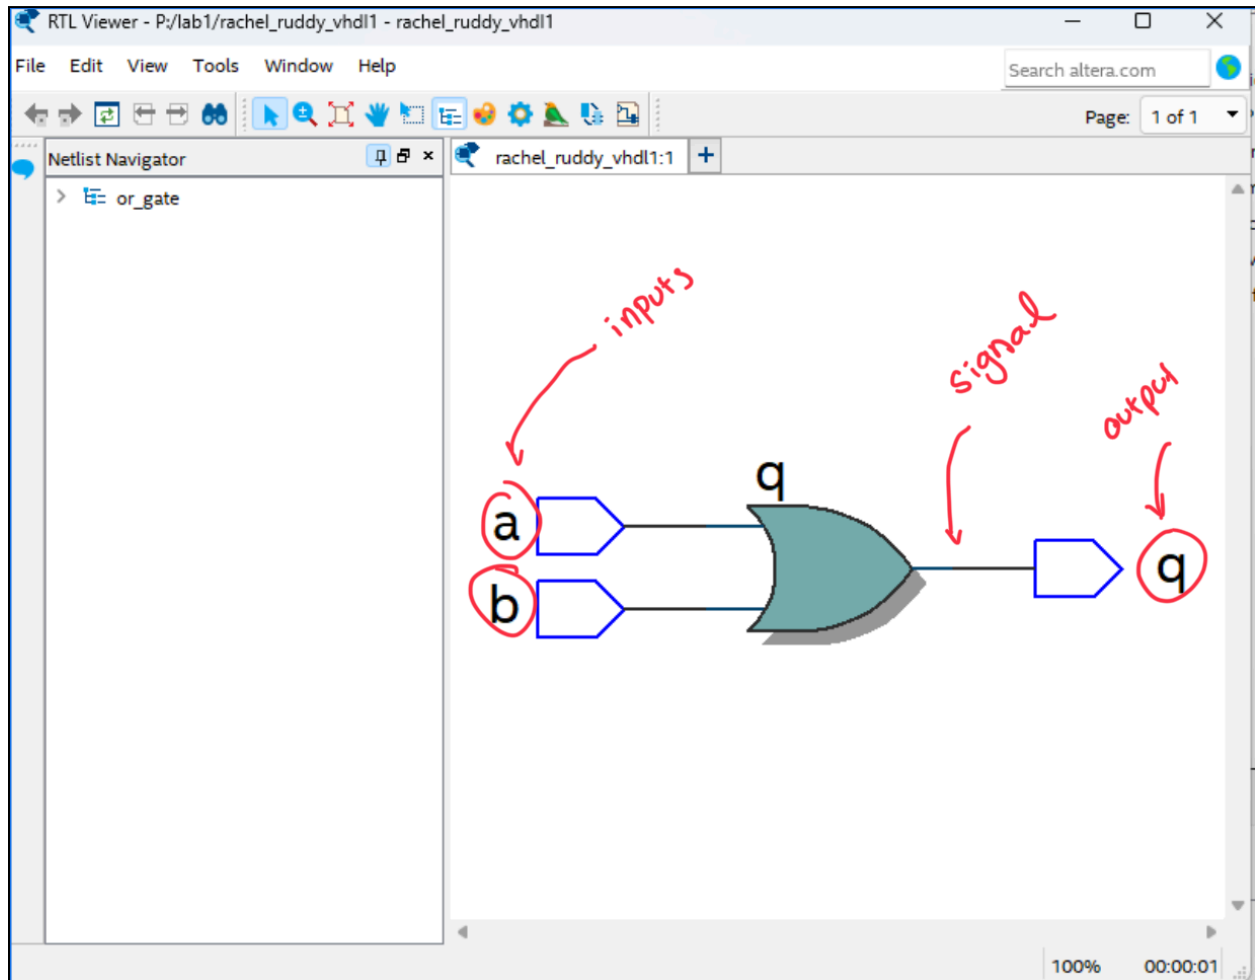 RTL Viewer - P:/lab1/rachel_ruddy_vhdl1 - rachel_ruddy_vhdl1
File Edit View Tools Window Help
Search altera.com
Page: 1 of 1
Netlist Navigator
rachel_ruddy_vhdl1:1
or_gate
inputs
signal
output
q
a
b
q
100% 00:00:01